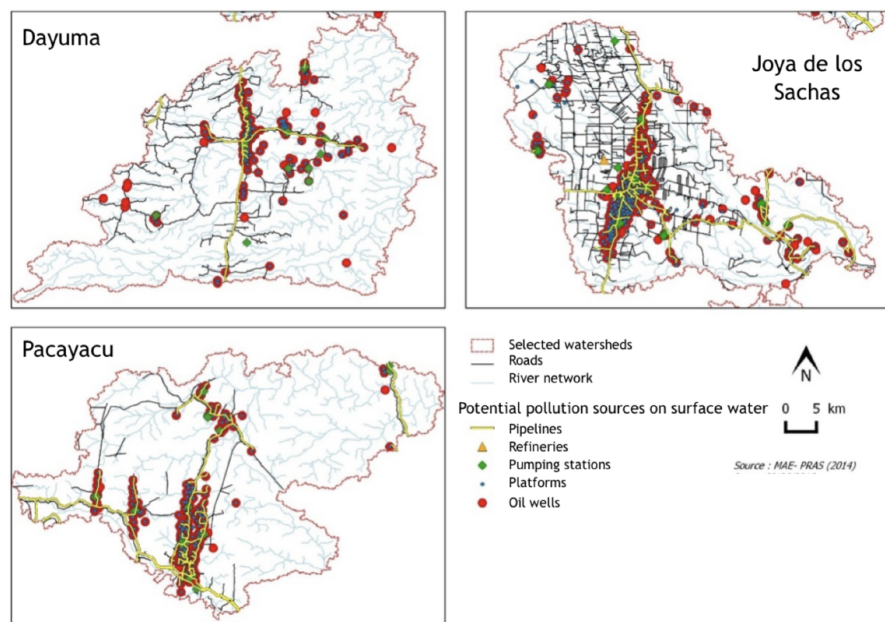 Dayuma
Joya de los
Sachas
Pacayacu
Selected watersheds
Roads
River network
N
Potential pollution sources on surface water
0 5 km
Pipelines
Refineries
Pumping stations
Source : MAE- PRAS (2014)
Platforms
Oil wells